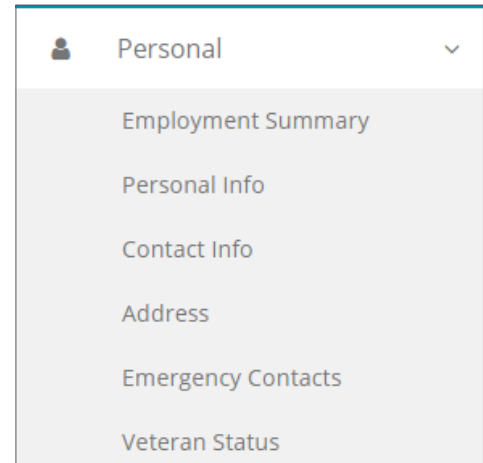 Personal
Employment Summary
Personal Info
Contact Info
Address
Emergency Contacts
Veteran Status